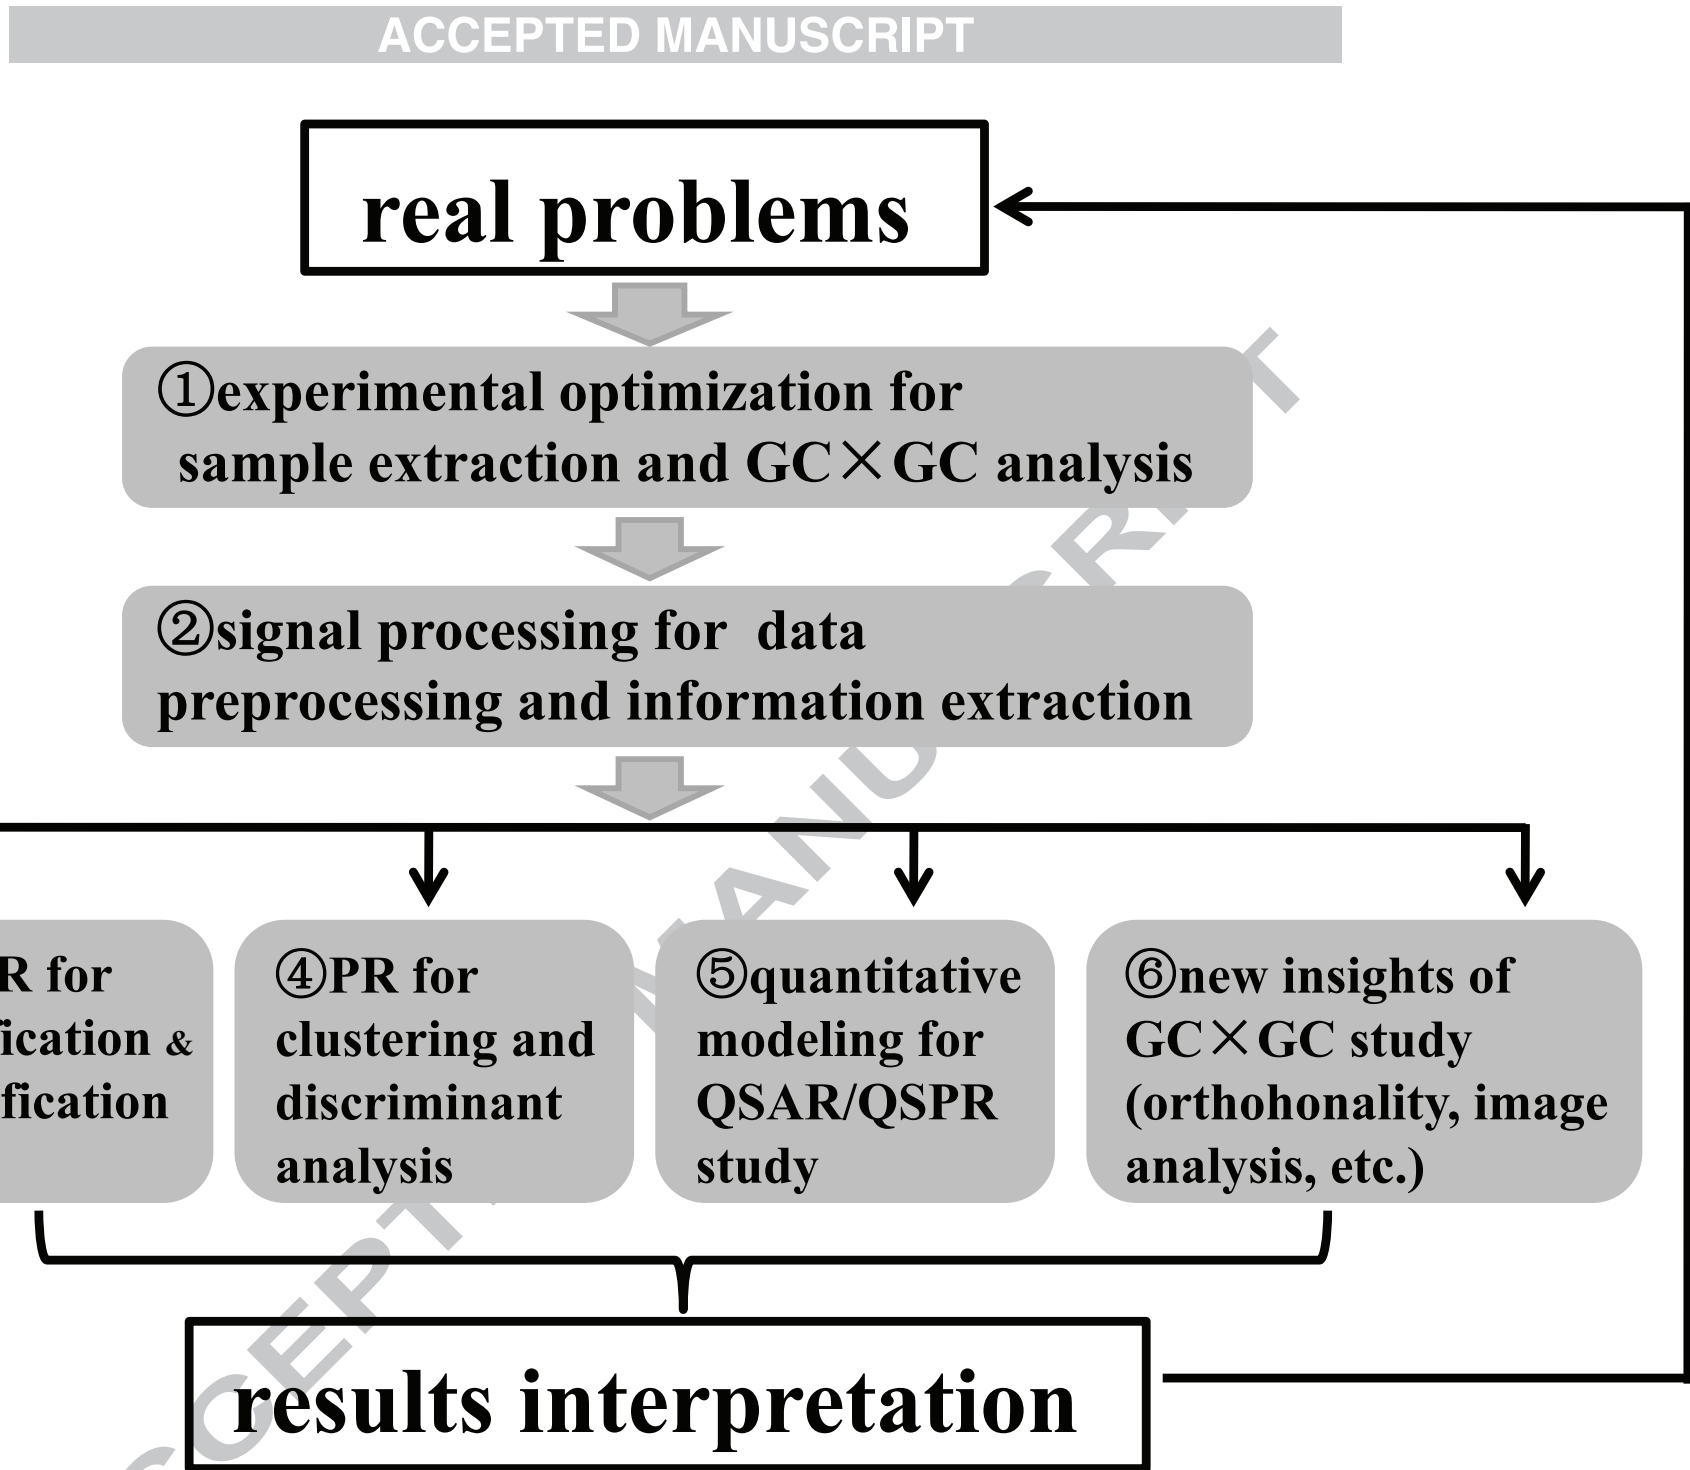 ACCEPTED MANUSCRIPT
real problems
①experimental optimization for
sample extraction and GC×GC analysis
②signal processing for data
preprocessing and information extraction
R for
fication &
fication
④PR for
clustering and
discriminant
analysis
⑤quantitative
modeling for
QSAR/QSPR
study
⑥new insights of
GC×GC study
(orthohonality, image
analysis, etc.)
results interpretation